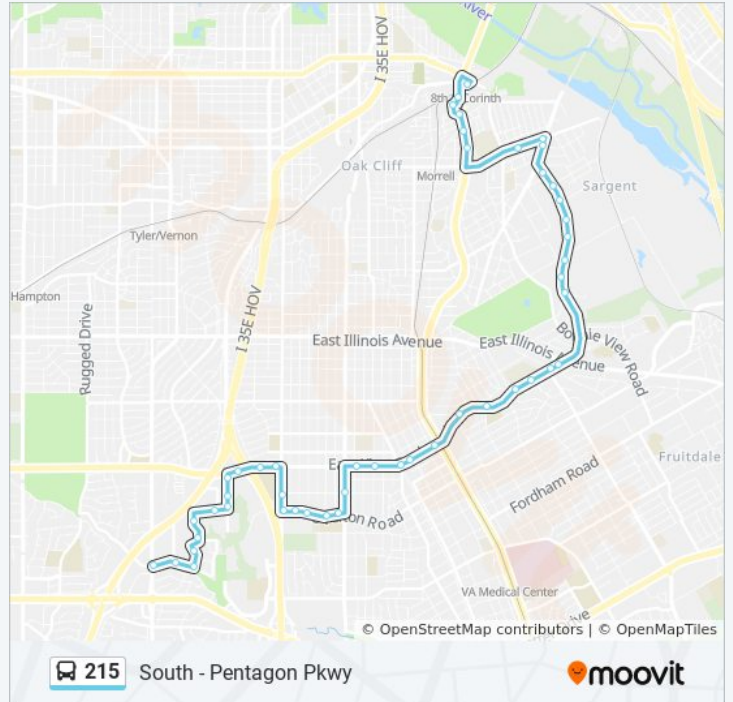 River
I 35E HOV
8th
Corinth
Oak Cliff
Morrell
Sargent
Tyler/Vernon
Hampton
Rugged Drive
I 35E HOV
East Illinois Avenue
East Illinois Avenue
Bonnie View Road
Fruitdale
Fordham Road
Road
VA Medical Center
© OpenStreetMap contributors | © OpenMapTiles
215 South - Pentagon Pkwy
moovit